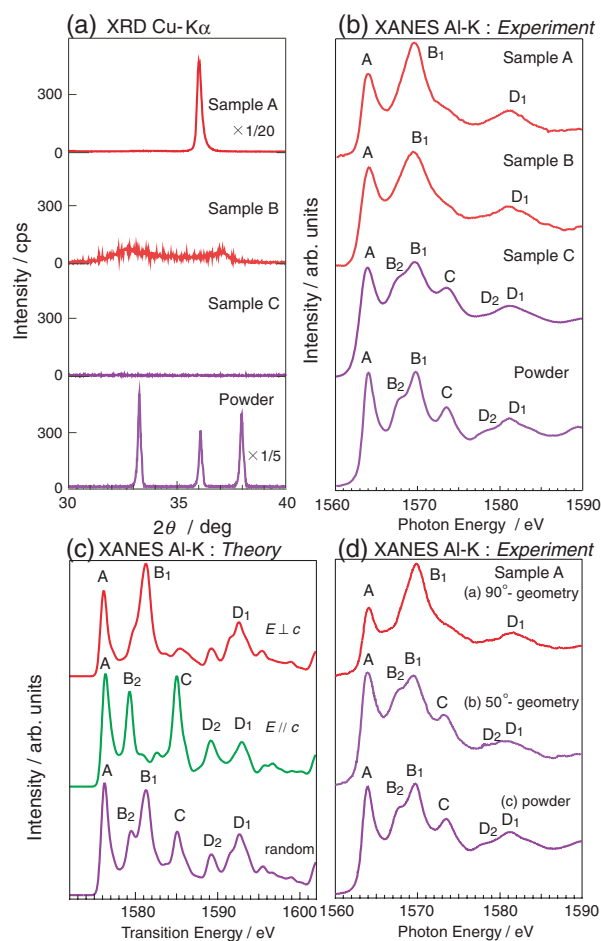 (a) XRD Cu-Kα
300
Sample A
×1/20
0
300
Sample B
0
Sample C
300
0
Powder
300
×1/5
0
30 35 40
2θ / deg
Intensity / cps
(b) XANES Al-K : Experiment
A B1 Sample A D1
A B1 Sample B D1
A B2 B1 C Sample C D2 D1
A B2 B1 C Powder D2 D1
1560 1570 1580 1590
Photon Energy / eV
Intensity / arb. units
(c) XANES Al-K : Theory
A B1 D1 E ⊥ c
A B2 C D2 D1 E // c
A B2 B1 C D2 D1 random
1580 1590 1600
Transition Energy / eV
Intensity / arb. units
(d) XANES Al-K : Experiment
Sample A
A B1 (a) 90°- geometry D1
A B2 B1 C (b) 50°- geometry D2 D1
A B2 B1 C (c) powder D2 D1
1560 1570 1580 1590
Photon Energy / eV